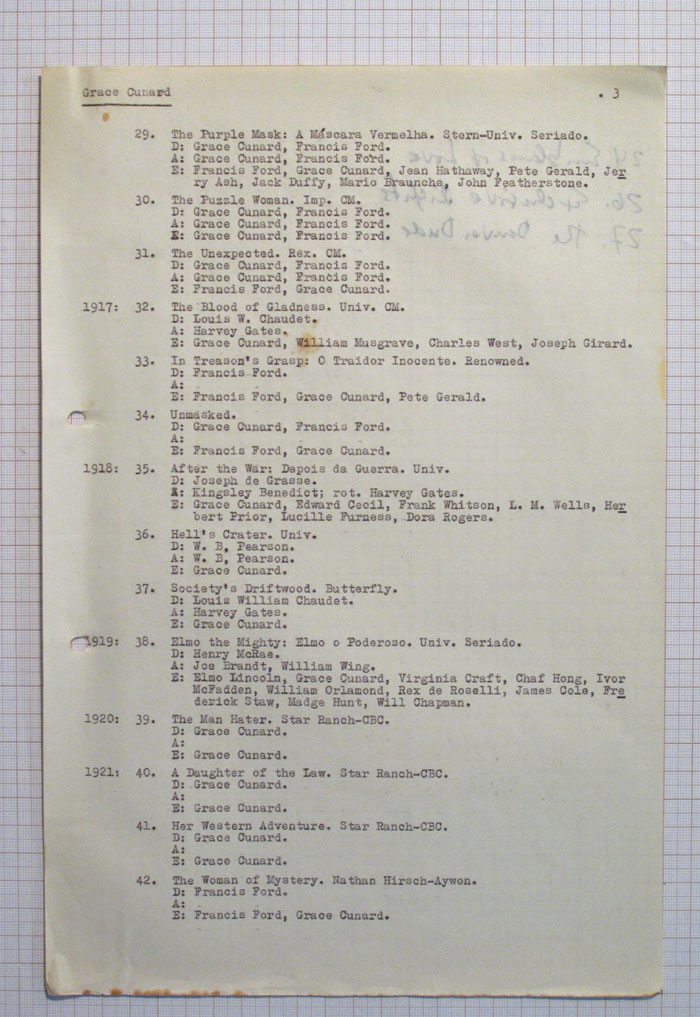 Grace Cunard . 3
29. The Purple Mask: A Máscara Vermelha. Stern-Univ. Seriado.
D: Grace Cunard, Francis Ford.
A: Grace Cunard, Francis Ford.
E: Francis Ford, Grace Cunard, Jean Hathaway, Pete Gerald, Jer
ry Ash, Jack Duffy, Mario Braunche, John Featherstone.
30. The Puzzle Woman. Imp. CM.
D: Grace Cunard, Francis Ford.
A: Grace Cunard, Francis Ford.
E: Grace Cunard, Francis Ford.
31. The Unexpected. Rex. CM.
D: Grace Cunard, Francis Ford.
A: Grace Cunard, Francis Ford.
E: Francis Ford, Grace Cunard.
1917: 32. The Blood of Gladness. Univ. CM.
D: Louis W. Chaudet.
A: Harvey Gates.
E: Grace Cunard, William Musgrave, Charles West, Joseph Girard.
33. In Treason's Grasp: O Traidor Inocente. Renowned.
D: Francis Ford.
A:
E: Francis Ford, Grace Cunard, Pete Gerald.
34. Unmasked.
D: Grace Cunard, Francis Ford.
A:
E: Francis Ford, Grace Cunard.
1918: 35. After the War: Depois da Guerra. Univ.
D: Joseph de Grasse.
A: Kingsley Benedict; rot. Harvey Gates.
E: Grace Cunard, Edward Cecil, Frank Whitson, L. M. Wells, Her
bert Prior, Lucille Furness, Dora Rogers.
36. Hell's Crater. Univ.
D: W. B, Pearson.
A: W. B, Pearson.
E: Grace Cunard.
37. Society's Driftwood. Butterfly.
D: Louis William Chaudet.
A: Harvey Gates.
E: Grace Cunard.
1919: 38. Elmo the Mighty: Elmo o Poderoso. Univ. Seriado.
D: Henry McRae.
A: Joe Brandt, William Wing.
E: Elmo Lincoln, Grace Cunard, Virginia Craft, Chaf Hong, Ivor
McFadden, William Orlamond, Rex de Roselli, James Cole, Fre
derick Staw, Madge Hunt, Will Chapman.
1920: 39. The Man Hater. Star Ranch-CBC.
D: Grace Cunard.
A:
E: Grace Cunard.
1921: 40. A Daughter of the Law. Star Ranch-CBC.
D: Grace Cunard.
A:
E: Grace Cunard.
41. Her Western Adventure. Star Ranch-CBC.
D: Grace Cunard.
A:
E: Grace Cunard.
42. The Woman of Mystery. Nathan Hirsch-Aywon.
D: Francis Ford.
A:
E: Francis Ford, Grace Cunard.